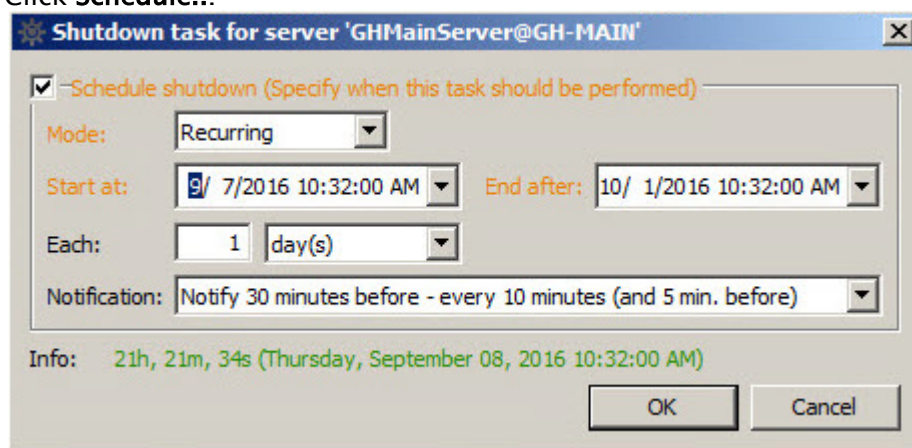 Click Schedule...
Shutdown task for server 'GHMainServer@GH-MAIN'
Schedule shutdown (Specify when this task should be performed)
Mode: Recurring
Start at: 9/ 7/2016 10:32:00 AM End after: 10/ 1/2016 10:32:00 AM
Each: 1 day(s)
Notification: Notify 30 minutes before - every 10 minutes (and 5 min. before)
Info: 21h, 21m, 34s (Thursday, September 08, 2016 10:32:00 AM)
OK Cancel